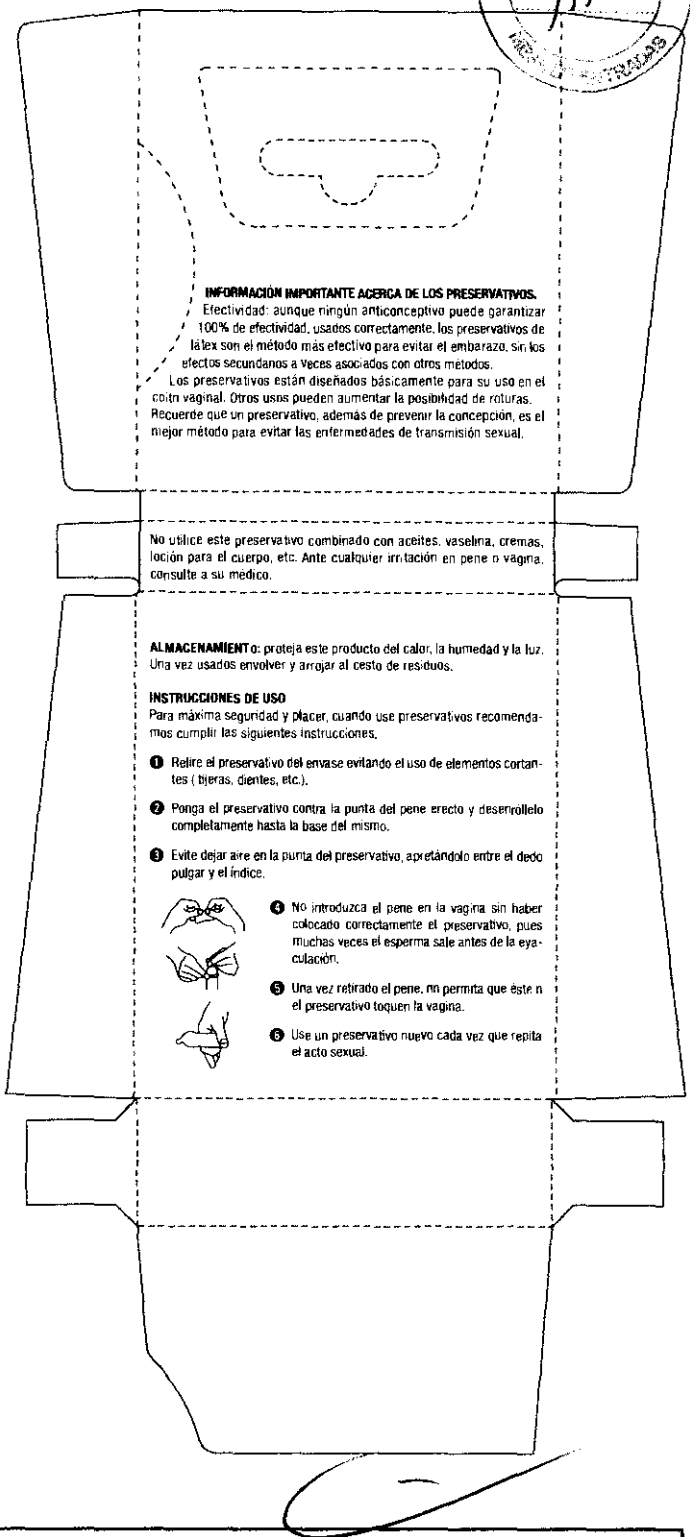 INFORMACIÓN IMPORTANTE ACERCA DE LOS PRESERVATIVOS.
Efectividad: aunque ningún anticonceptivo puede garantizar
100% de efectividad, usados correctamente, los preservativos de
látex son el método más efectivo para evitar el embarazo, sin los
efectos secundarios a veces asociados con otros métodos.
Los preservativos están diseñados básicamente para su uso en el
coito vaginal. Otros usos pueden aumentar la posibilidad de roturas.
Recuerde que un preservativo, además de prevenir la concepción, es el
mejor método para evitar las enfermedades de transmisión sexual.
No utilice este preservativo combinado con aceites, vaselina, cremas,
loción para el cuerpo, etc. Ante cualquier irritación en pene o vagina,
consulte a su médico.
ALMACENAMIENTO: proteja este producto del calor, la humedad y la luz.
Una vez usados envolver y arrojar al cesto de residuos.
INSTRUCCIONES DE USO
Para máxima seguridad y placer, cuando use preservativos recomenda-
mos cumplir las siguientes instrucciones.
1 Retire el preservativo del envase evitando el uso de elementos cortan-
tes ( tijeras, dientes, etc.).
2 Ponga el preservativo contra la punta del pene erecto y desenróllelo
completamente hasta la base del mismo.
3 Evite dejar aire en la punta del preservativo, apretándolo entre el dedo
pulgar y el índice.
4 No introduzca el pene en la vagina sin haber
colocado correctamente el preservativo, pues
muchas veces el esperma sale antes de la eya-
culación.
5 Una vez retirado el pene, no permita que éste o
el preservativo toquen la vagina.
6 Use un preservativo nuevo cada vez que repita
el acto sexual.